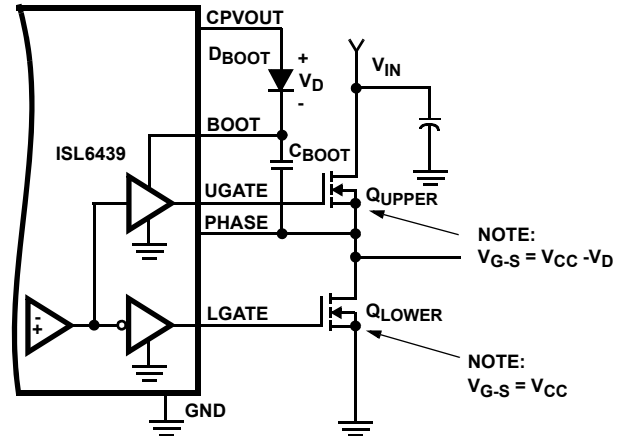 CPVOUT
DBOOT
+
VD
-
VIN
BOOT
ISL6439
CBOOT
UGATE
QUPPER
PHASE
NOTE:
VG-S = VCC -VD
-
+
LGATE
QLOWER
NOTE:
VG-S = VCC
GND